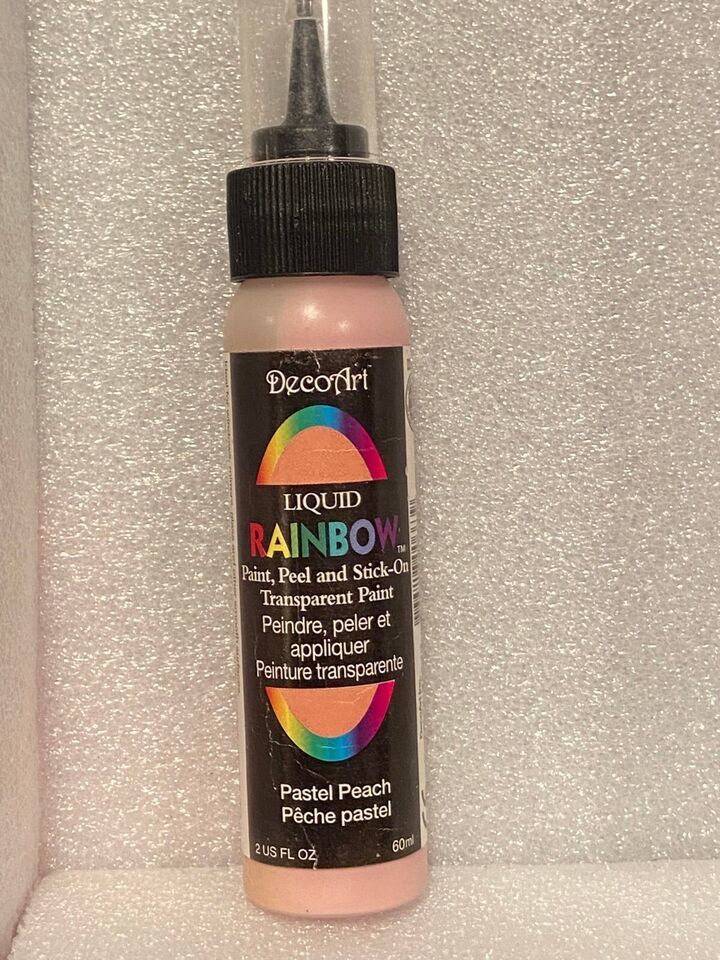 DecoArt™
LIQUID
RAINBOW™
Paint, Peel and Stick-On
Transparent Paint
Peindre, peler et
appliquer
Peinture transparente
Pastel Peach
Pêche pastel
2 US FL OZ 60ml